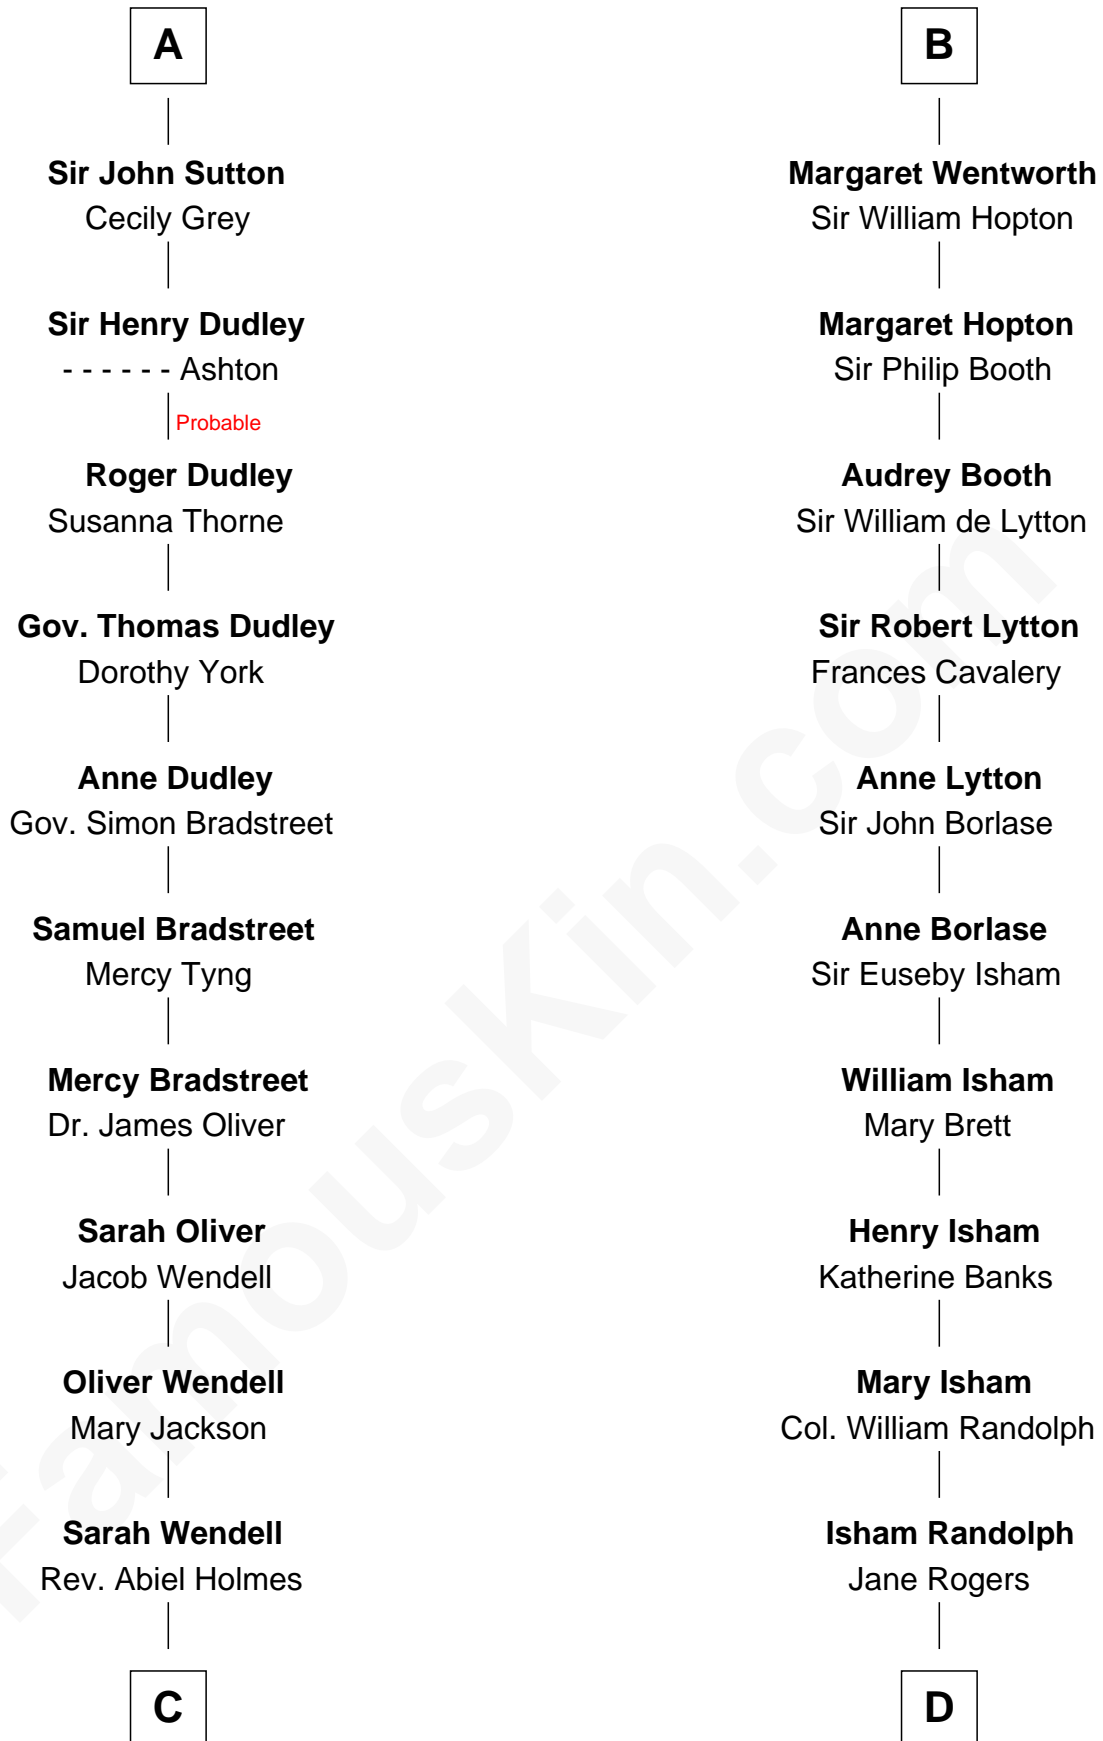 A
Sir John Sutton
Cecily Grey
Sir Henry Dudley
- - - - - - Ashton
Probable
Roger Dudley
Susanna Thorne
Gov. Thomas Dudley
Dorothy York
Anne Dudley
Gov. Simon Bradstreet
Samuel Bradstreet
Mercy Tyng
Mercy Bradstreet
Dr. James Oliver
Sarah Oliver
Jacob Wendell
Oliver Wendell
Mary Jackson
Sarah Wendell
Rev. Abiel Holmes
C
B
Margaret Wentworth
Sir William Hopton
Margaret Hopton
Sir Philip Booth
Audrey Booth
Sir William de Lytton
Sir Robert Lytton
Frances Cavalery
Anne Lytton
Sir John Borlase
Anne Borlase
Sir Euseby Isham
William Isham
Mary Brett
Henry Isham
Katherine Banks
Mary Isham
Col. William Randolph
Isham Randolph
Jane Rogers
D
FamousKin.com